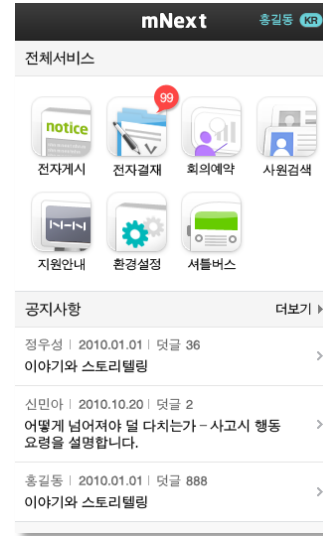 mNext 홍길동 KR
전체서비스
99
notice
전자게시 전자결재 회의예약 사원검색
지원안내 환경설정 셔틀버스
공지사항 더보기
정우성 | 2010.01.01 | 덧글 36
이야기와 스토리텔링
신민아 | 2010.10.20 | 덧글 2
어떻게 넘어져야 덜 다치는가 – 사고시 행동
요령을 설명합니다.
홍길동 | 2010.01.01 | 덧글 888
이야기와 스토리텔링